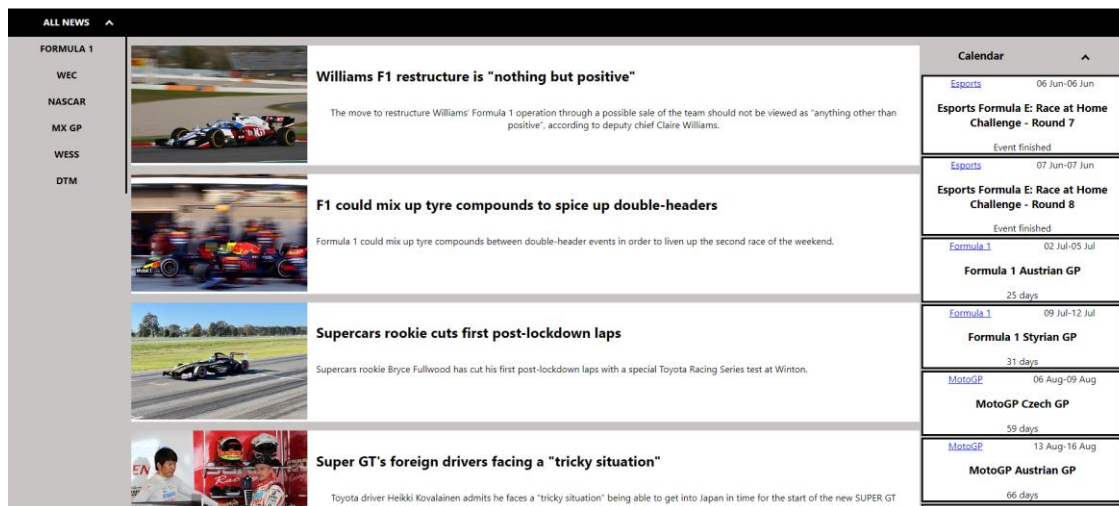 ALL NEWS
FORMULA 1
WEC
NASCAR
MX GP
WESS
DTM
Williams F1 restructure is "nothing but positive"
The move to restructure Williams' Formula 1 operation through a possible sale of the team should not be viewed as "anything other than
positive", according to deputy chief Claire Williams.
F1 could mix up tyre compounds to spice up double-headers
Formula 1 could mix up tyre compounds between double-header events in order to liven up the second race of the weekend.
Supercars rookie cuts first post-lockdown laps
Supercars rookie Bryce Fullwood has cut his first post-lockdown laps with a special Toyota Racing Series test at Winton.
Super GT's foreign drivers facing a "tricky situation"
Toyota driver Heikki Kovalainen admits he faces a "tricky situation" being able to get into Japan in time for the start of the new SUPER GT
Calendar
Esports 06 Jun-06 Jun
Esports Formula E: Race at Home
Challenge - Round 7
Event finished
Esports 07 Jun-07 Jun
Esports Formula E: Race at Home
Challenge - Round 8
Event finished
Formula 1 02 Jul-05 Jul
Formula 1 Austrian GP
25 days
Formula 1 09 Jul-12 Jul
Formula 1 Styrian GP
31 days
MotoGP 06 Aug-09 Aug
MotoGP Czech GP
59 days
MotoGP 13 Aug-16 Aug
MotoGP Austrian GP
66 days